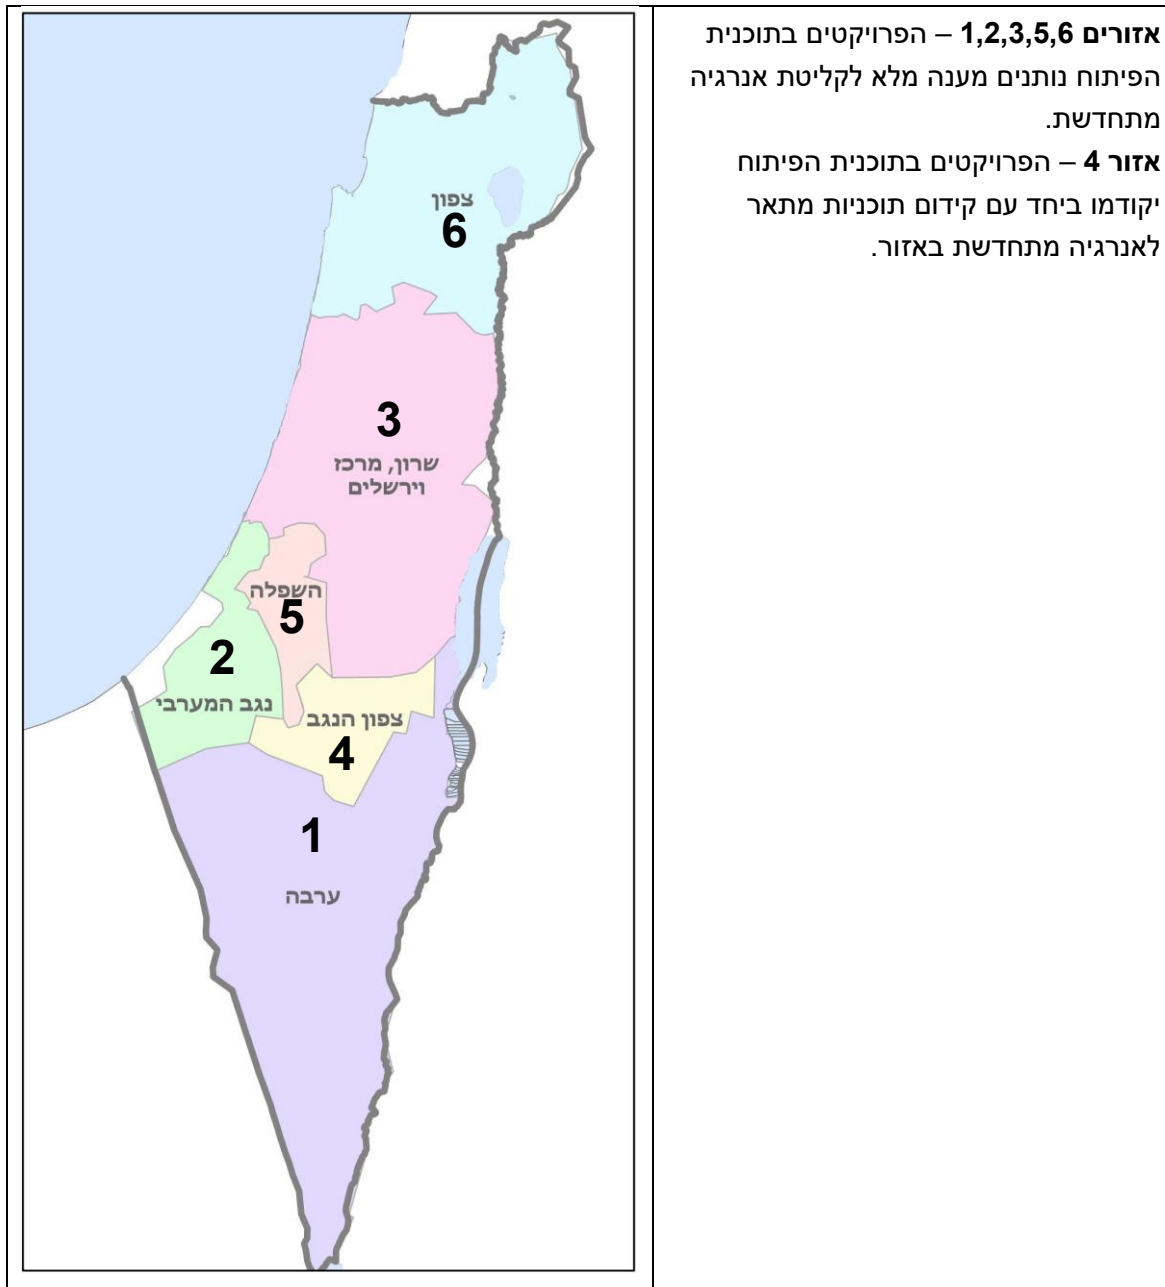 אזורים 1,2,3,5,6 – הפרויקטים בתוכנית
הפיתוח נותנים מענה מלא לקליטת אנרגיה
מתחדשת.
אזור 4 – הפרויקטים בתוכנית הפיתוח
יקודמו ביחד עם קידום תוכניות מתאר
לאנרגיה מתחדשת באזור.
צפון
6
3
שרון, מרכז
וירשלים
השפלה
5
2
נגב המערבי
צפון הנגב
4
1
ערבה